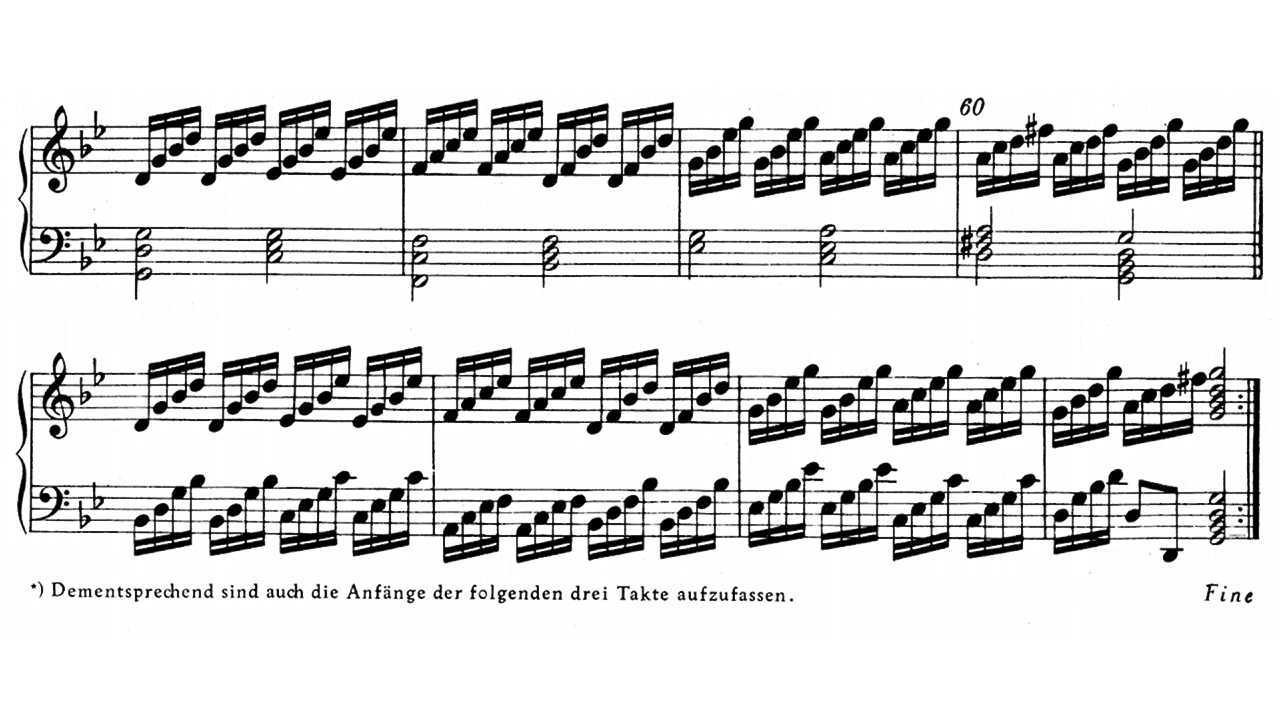 60
*) Dementsprechend sind auch die Anfänge der folgenden drei Takte aufzufassen.
Fine